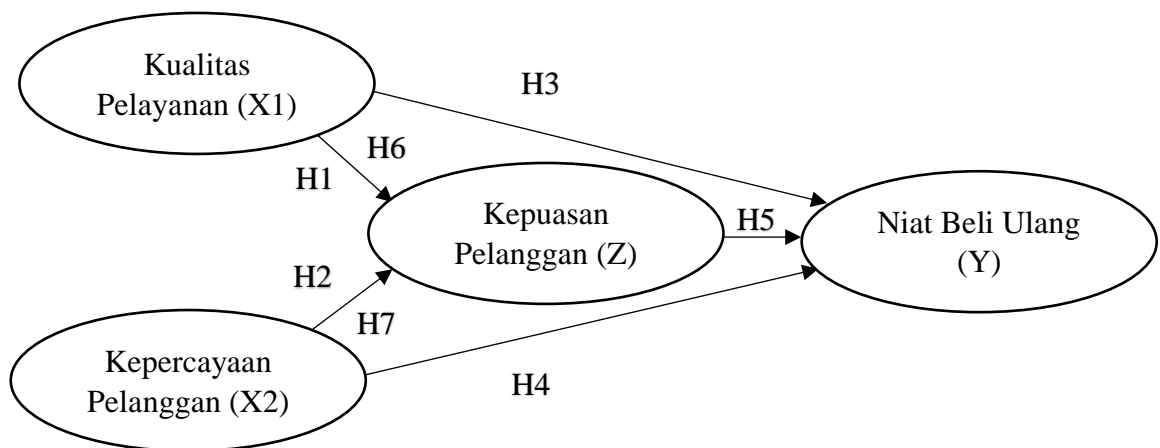 Kualitas
Pelayanan (X1)
H3
H6
H1
Kepuasan
Pelanggan (Z)
H5
Niat Beli Ulang
(Y)
H2
H7
Kepercayaan
Pelanggan (X2)
H4